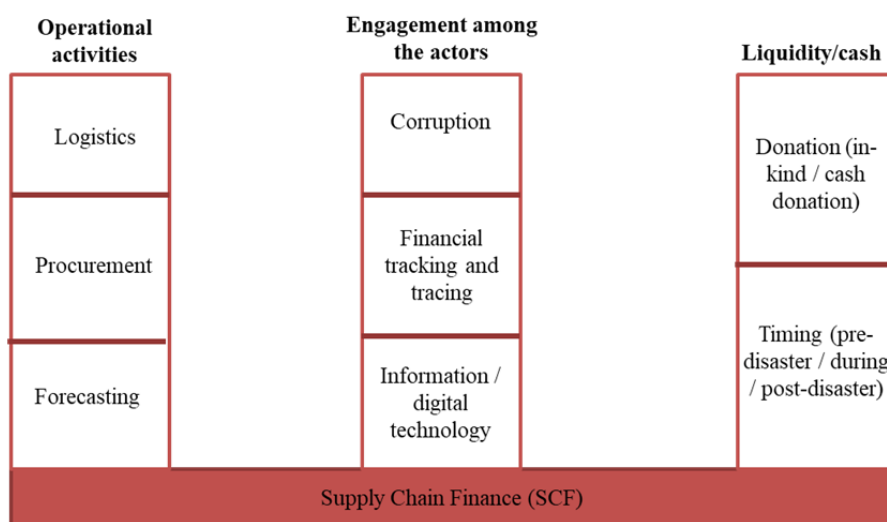 Operational
activities
Logistics
Procurement
Forecasting
Engagement among
the actors
Corruption
Financial
tracking and
tracing
Information /
digital
technology
Liquidity/cash
Donation (in-
kind / cash
donation)
Timing (pre-
disaster / during
/ post-disaster)
Supply Chain Finance (SCF)